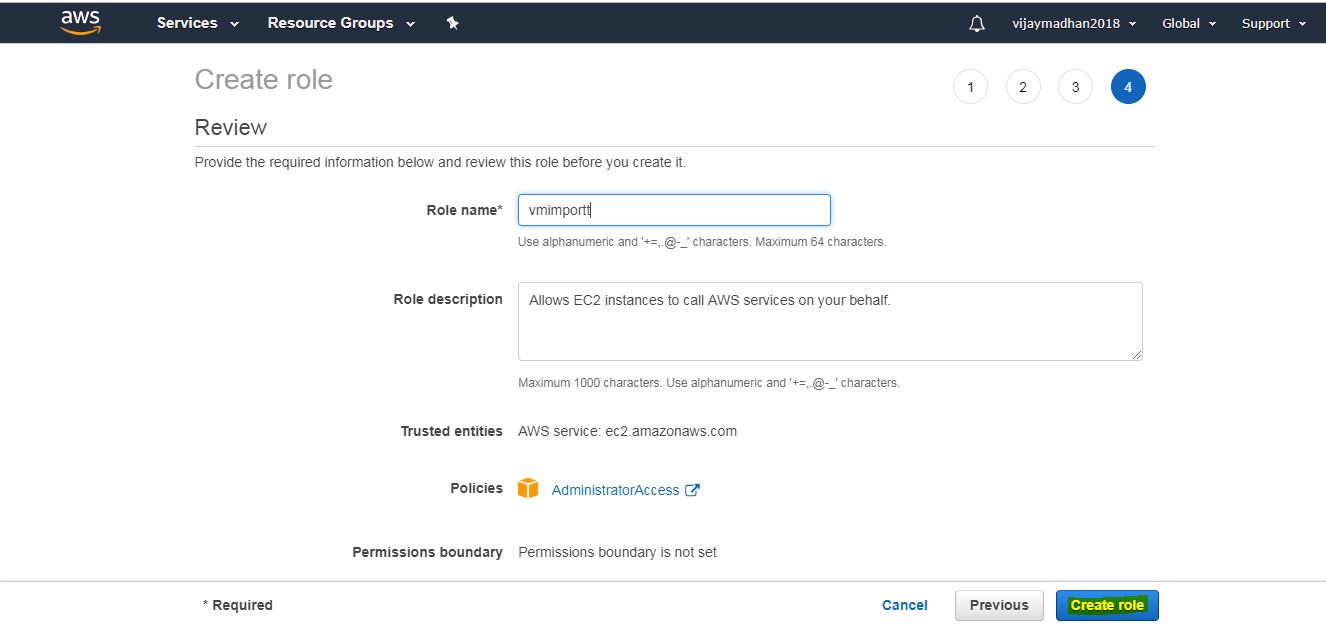 aws Services Resource Groups vijaymadhan2018 Global Support
Create role
1 2 3 4
Review
Provide the required information below and review this role before you create it.
Role name* vmimportt
Use alphanumeric and '+=,.@-_' characters. Maximum 64 characters.
Role description Allows EC2 instances to call AWS services on your behalf.
Maximum 1000 characters. Use alphanumeric and '+=,.@-_' characters.
Trusted entities AWS service: ec2.amazonaws.com
Policies AdministratorAccess
Permissions boundary Permissions boundary is not set
* Required Cancel Previous Create role